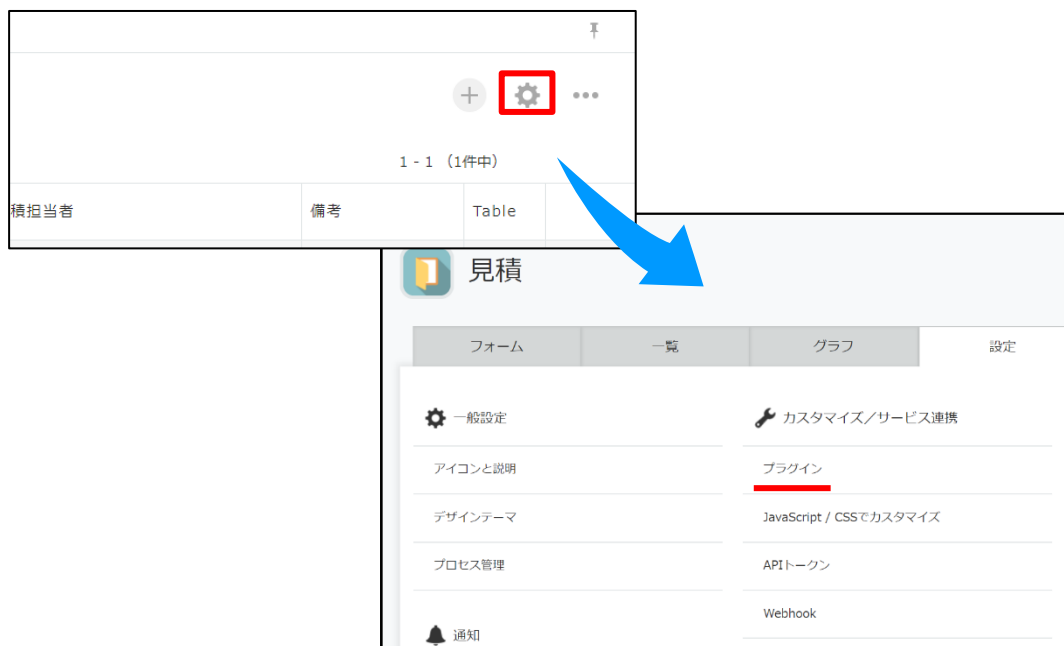 1 - 1 （1件中）
積担当者 備考 Table
見積
フォーム 一覧 グラフ 設定
一般設定
アイコンと説明
デザインテーマ
プロセス管理
通知
カスタマイズ／サービス連携
プラグイン
JavaScript / CSSでカスタマイズ
APIトークン
Webhook